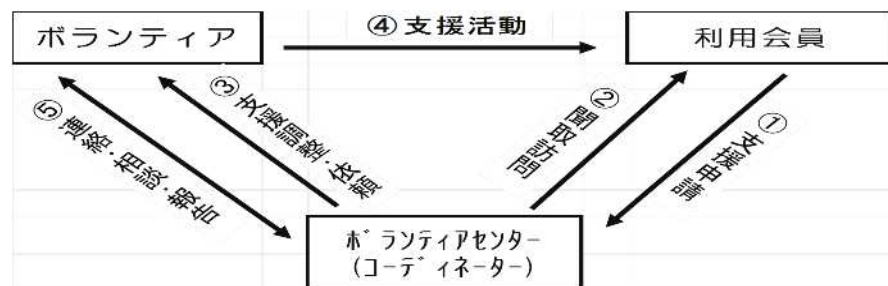 ボランティア
④支援活動
利用会員
③支援調整・依頼
②聞取訪問
①支援申請
⑤連絡・相談・報告
ﾎﾞﾗﾝﾃｨｱセンター
(ｺｰﾃﾞｨﾈｰﾀｰ)